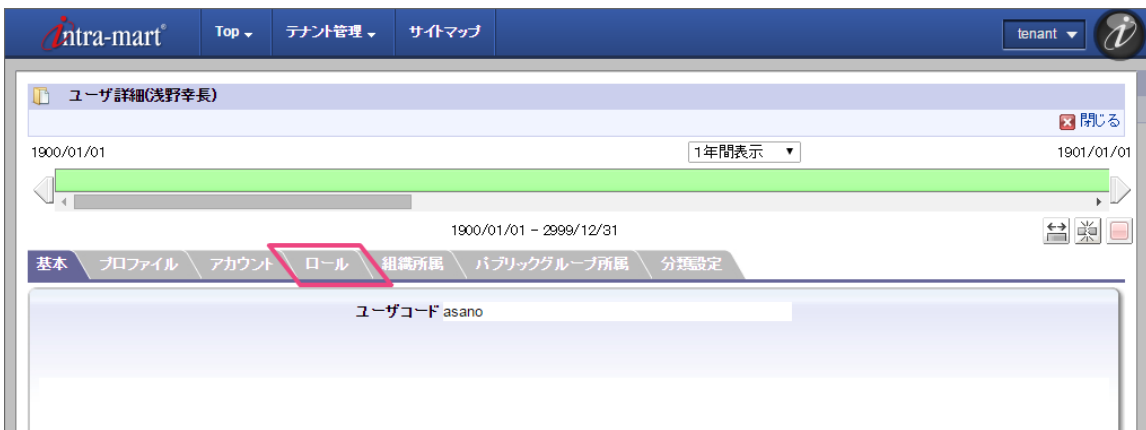 intra-mart® Top テナント管理 サイトマップ tenant
ユーザ詳細(浅野幸長)
閉じる
1900/01/01 1年間表示 1901/01/01
1900/01/01 - 2999/12/31
基本 プロファイル アカウント ロール 組織所属 パブリックグループ所属 分類設定
ユーザコード asano